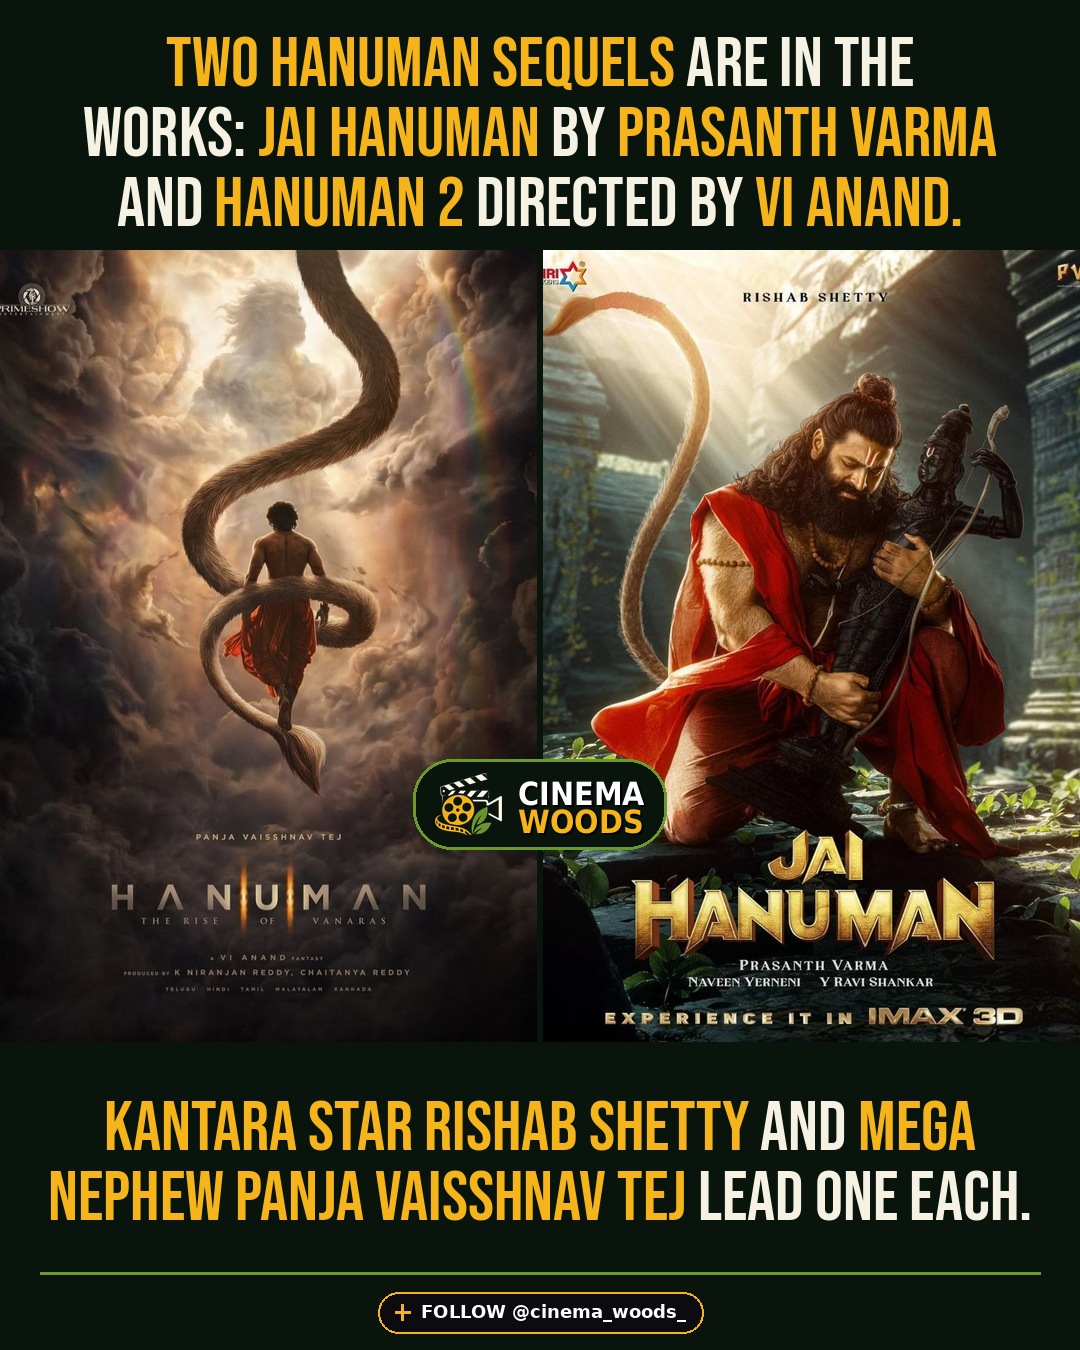 TWO HANUMAN SEQUELS ARE IN THE
WORKS: JAI HANUMAN BY PRASANTH VARMA
AND HANUMAN 2 DIRECTED BY VI ANAND.
PRIMESHOW
ENTERTAINMENT
PANJA VAISSHNAV TEJ
HANUMAN
THE RISE OF VANARAS
A VI ANAND FANTASY
PRODUCED BY K NIRANJAN REDDY, CHAITANYA REDDY
TELUGU HINDI TAMIL MALAYALAM KANNADA
RISHAB SHETTY
JAI
HANUMAN
PRASANTH VARMA
NAVEEN YERNENI Y RAVI SHANKAR
EXPERIENCE IT IN IMAX 3D
CINEMA
WOODS
KANTARA STAR RISHAB SHETTY AND MEGA
NEPHEW PANJA VAISSHNAV TEJ LEAD ONE EACH.
+ FOLLOW @cinema_woods_